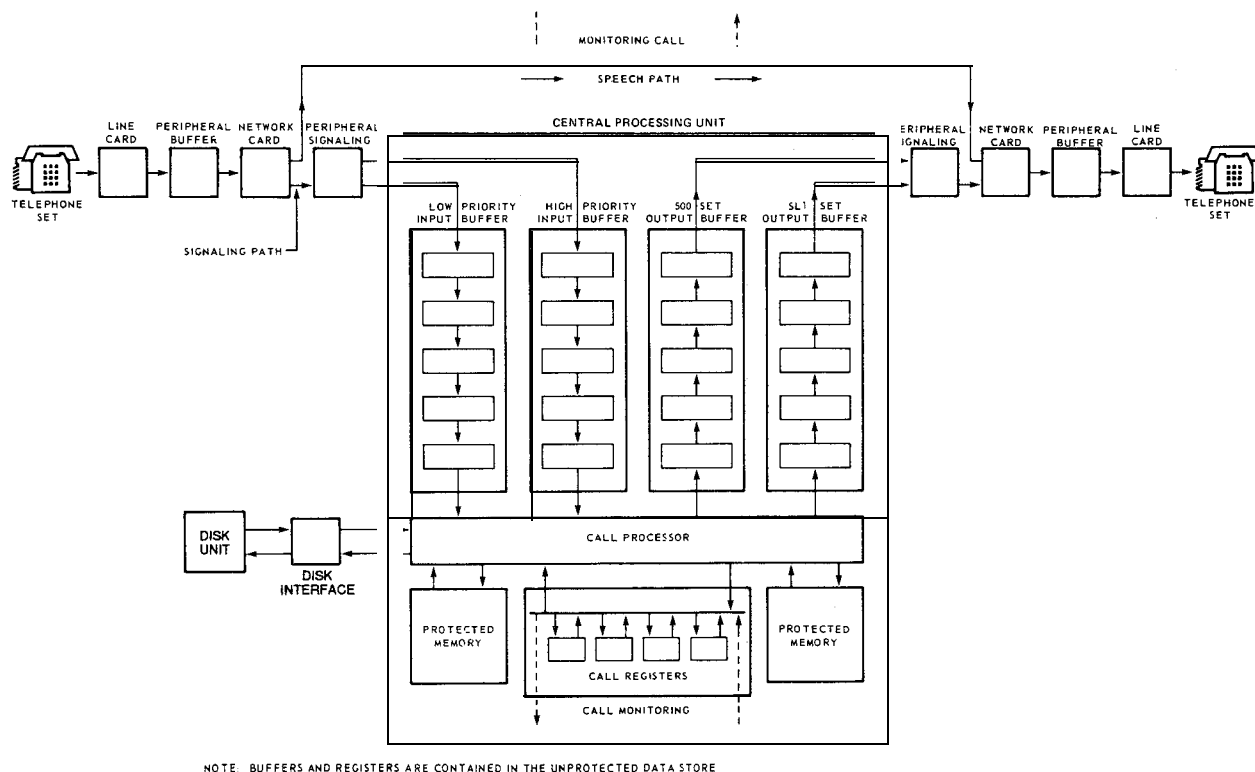 MONITORING CALL
SPEECH PATH
CENTRAL PROCESSING UNIT
LINE
CARD
PERIPHERAL
BUFFER
NETWORK
CARD
PERIPHERAL
SIGNALING
ERIPHERAL
IGNALING
NETWORK
CARD
PERIPHERAL
BUFFER
LINE
CARD
TELEPHONE
SET
TELEPHONE
SET
SIGNALING PATH
LOW PRIORITY
INPUT BUFFER
HIGH PRIORITY
INPUT BUFFER
500 SET
OUTPUT BUFFER
SL1 SET
OUTPUT BUFFER
DISK
UNIT
DISK
INTERFACE
CALL PROCESSOR
PROTECTED
MEMORY
CALL REGISTERS
PROTECTED
MEMORY
CALL MONITORING
NOTE: BUFFERS AND REGISTERS ARE CONTAINED IN THE UNPROTECTED DATA STORE